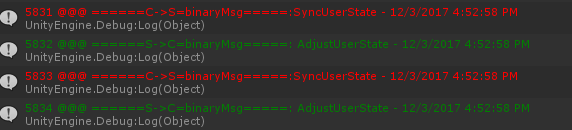 5831 @@@ ======C->S=binaryMsg=====:SyncUserState - 12/3/2017 4:52:58 PM
UnityEngine.Debug:Log(Object)
5832 @@@ ======S->C=binaryMsg=====: AdjustUserState - 12/3/2017 4:52:58 PM
UnityEngine.Debug:Log(Object)
5833 @@@ ======C->S=binaryMsg=====:SyncUserState - 12/3/2017 4:52:58 PM
UnityEngine.Debug:Log(Object)
5834 @@@ ======S->C=binaryMsg=====: AdjustUserState - 12/3/2017 4:52:58 PM
UnityEngine.Debug:Log(Object)